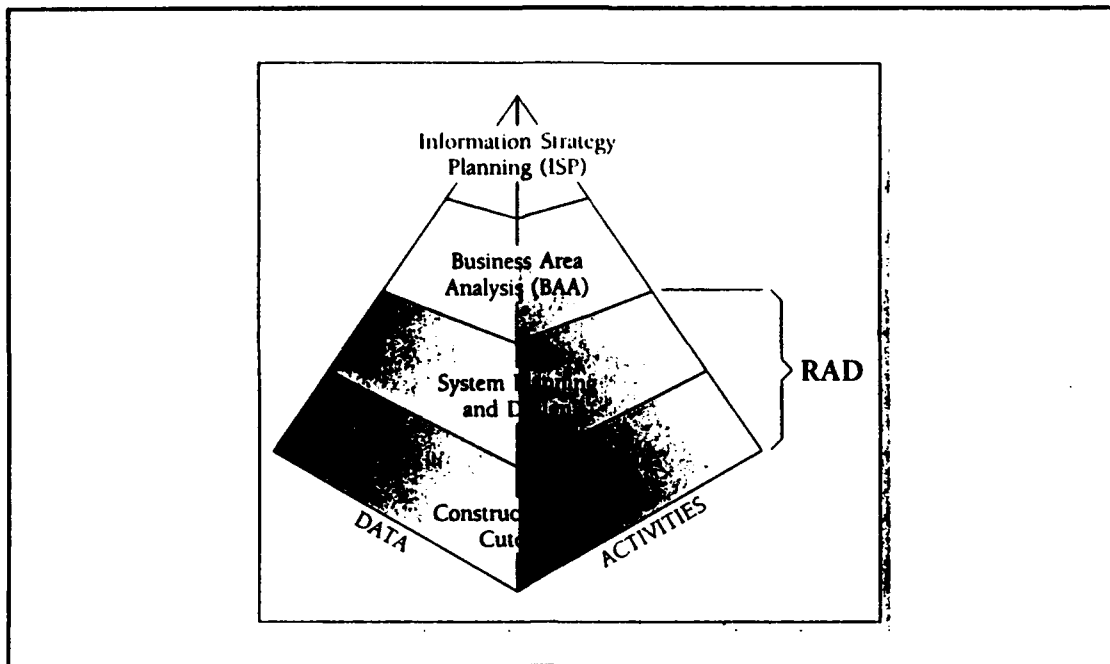 Information Strategy
Planning (ISP)
Business Area
Analysis (BAA)
System
and
RAD
DATA
ACTIVITIES